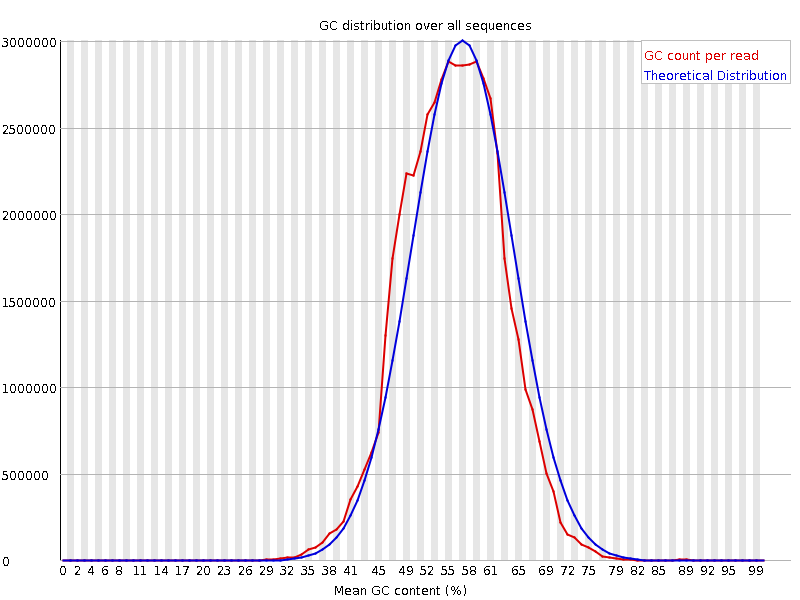 GC distribution over all sequences
3000000
GC count per read
Theoretical Distribution
2500000
2000000
1500000
1000000
500000
0
0 2 4 6 8 11 14 17 20 23 26 29 32 35 38 41 45 49 52 55 58 61 65 69 72 75 79 82 85 89 92 95 99
Mean GC content (%)